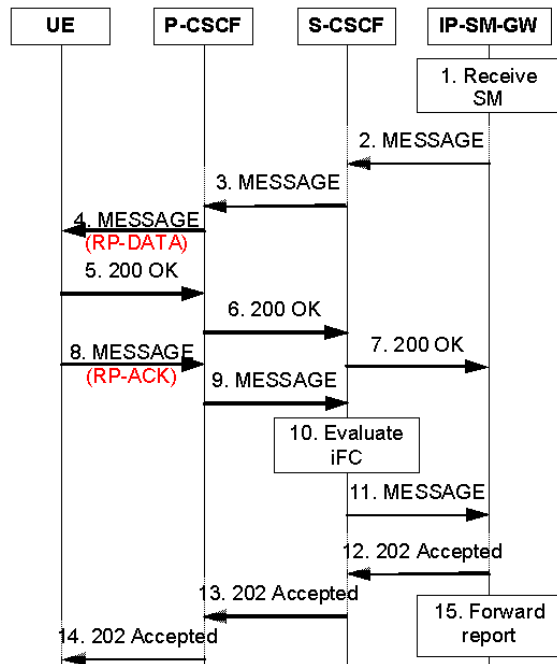 UE P-CSCF S-CSCF IP-SM-GW
1. Receive
SM
2. MESSAGE
3. MESSAGE
4. MESSAGE
(RP-DATA)
5. 200 OK
6. 200 OK
7. 200 OK
8. MESSAGE
(RP-ACK)
9. MESSAGE
10. Evaluate
iFC
11. MESSAGE
12. 202 Accepted
13. 202 Accepted
14. 202 Accepted
15. Forward
report